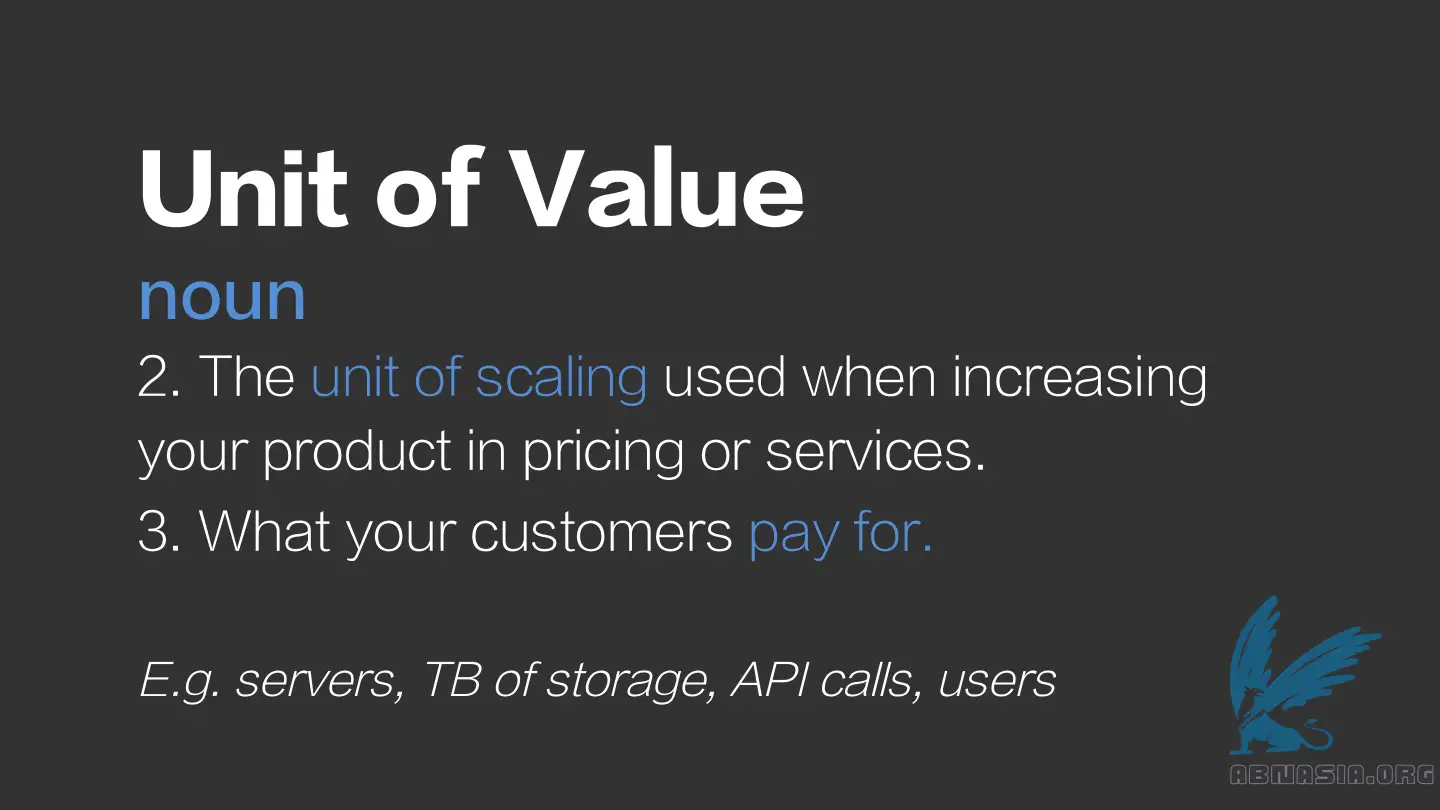 Unit of Value
noun
2. The unit of scaling used when increasing
your product in pricing or services.
3. What your customers pay for.
E.g. servers, TB of storage, API calls, users
ABNASIA.ORG